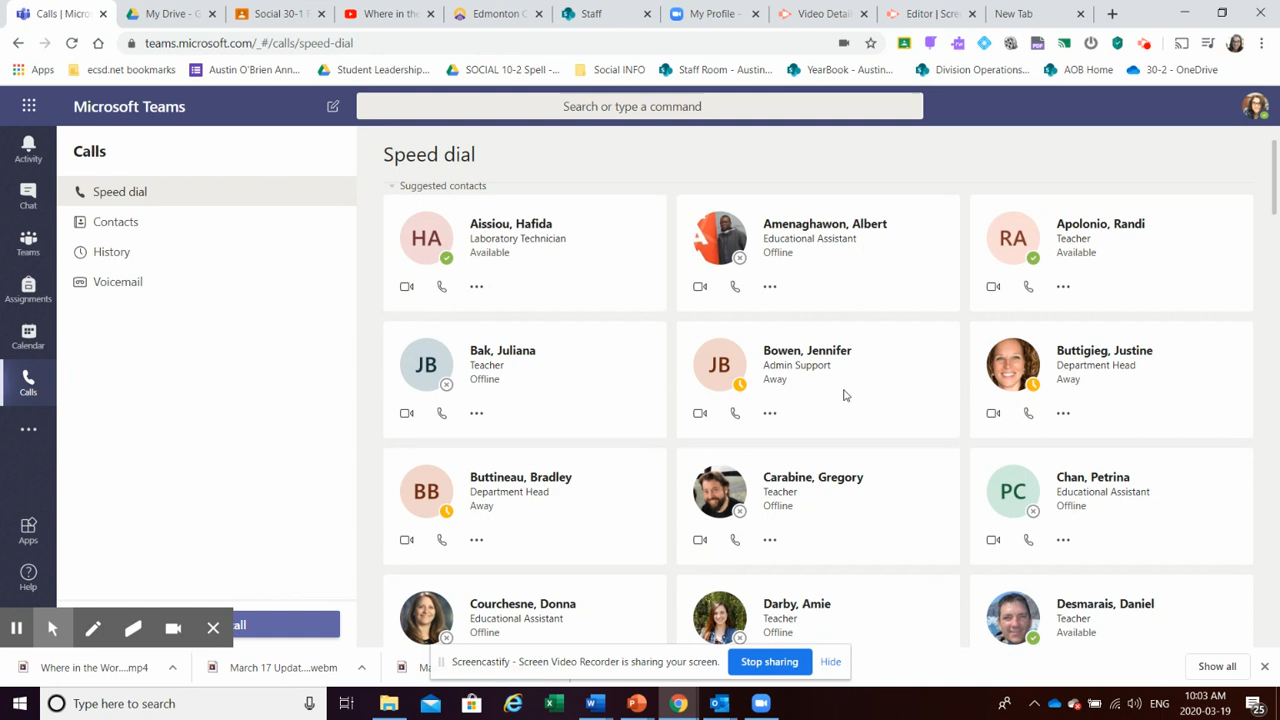 Calls | Micros
My Drive - G
Social 30-1 E
Where in the
Edmonton C
Staff
My Profile -
Video Detai
Editor | Scre
New Tab
teams.microsoft.com/_#/calls/speed-dial
Apps
ecsd.net bookmarks
Austin O'Brien Ann...
Student Leadership...
SOCIAL 10-2 Spell -...
Social INFO
Staff Room - Austin...
YearBook - Austin...
Division Operations...
AOB Home
30-2 - OneDrive
Microsoft Teams
Search or type a command
Activity
Chat
Teams
Assignments
Calendar
Calls
Apps
Help
Calls
Speed dial
Contacts
History
Voicemail
all
Speed dial
Suggested contacts
HA
Aissiou, Hafida
Laboratory Technician
Available
Amenaghawon, Albert
Educational Assistant
Offline
RA
Apolonio, Randi
Teacher
Available
JB
Bak, Juliana
Teacher
Offline
JB
Bowen, Jennifer
Admin Support
Away
Buttigieg, Justine
Department Head
Away
BB
Buttineau, Bradley
Department Head
Away
Carabine, Gregory
Teacher
Offline
PC
Chan, Petrina
Educational Assistant
Offline
Courchesne, Donna
Educational Assistant
Offline
Darby, Amie
Teacher
Offline
Desmarais, Daniel
Available
Screencastify - Screen Video Recorder is sharing your screen.
Stop sharing
Hide
Where in the Wor....mp4
March 17 Updat....webm
Show all
Type here to search
ENG
10:03 AM
2020-03-19
25